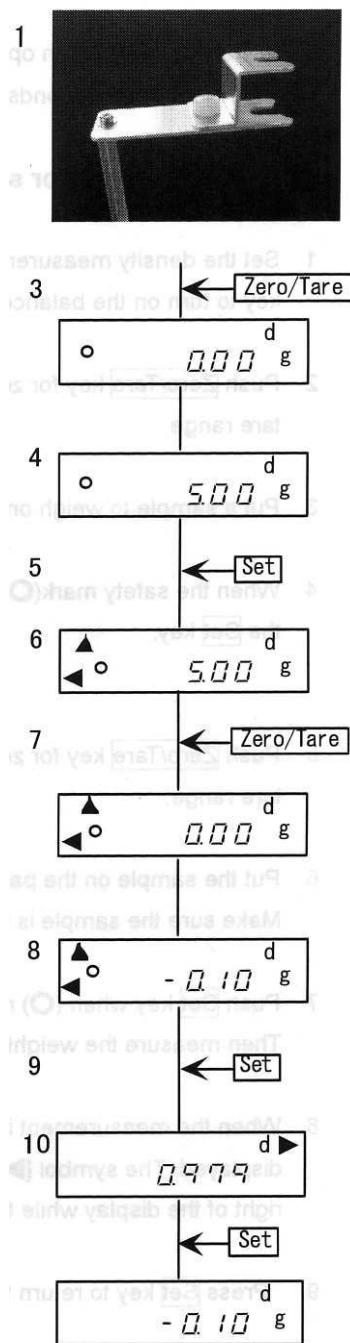 1
Zero/Tare
3
d
0.00 g
4
d
5.00 g
5
Set
6
d
5.00 g
7
Zero/Tare
d
0.00 g
8
d
-0.10 g
9
Set
10
d
0.979
Set
d
-0.10 g